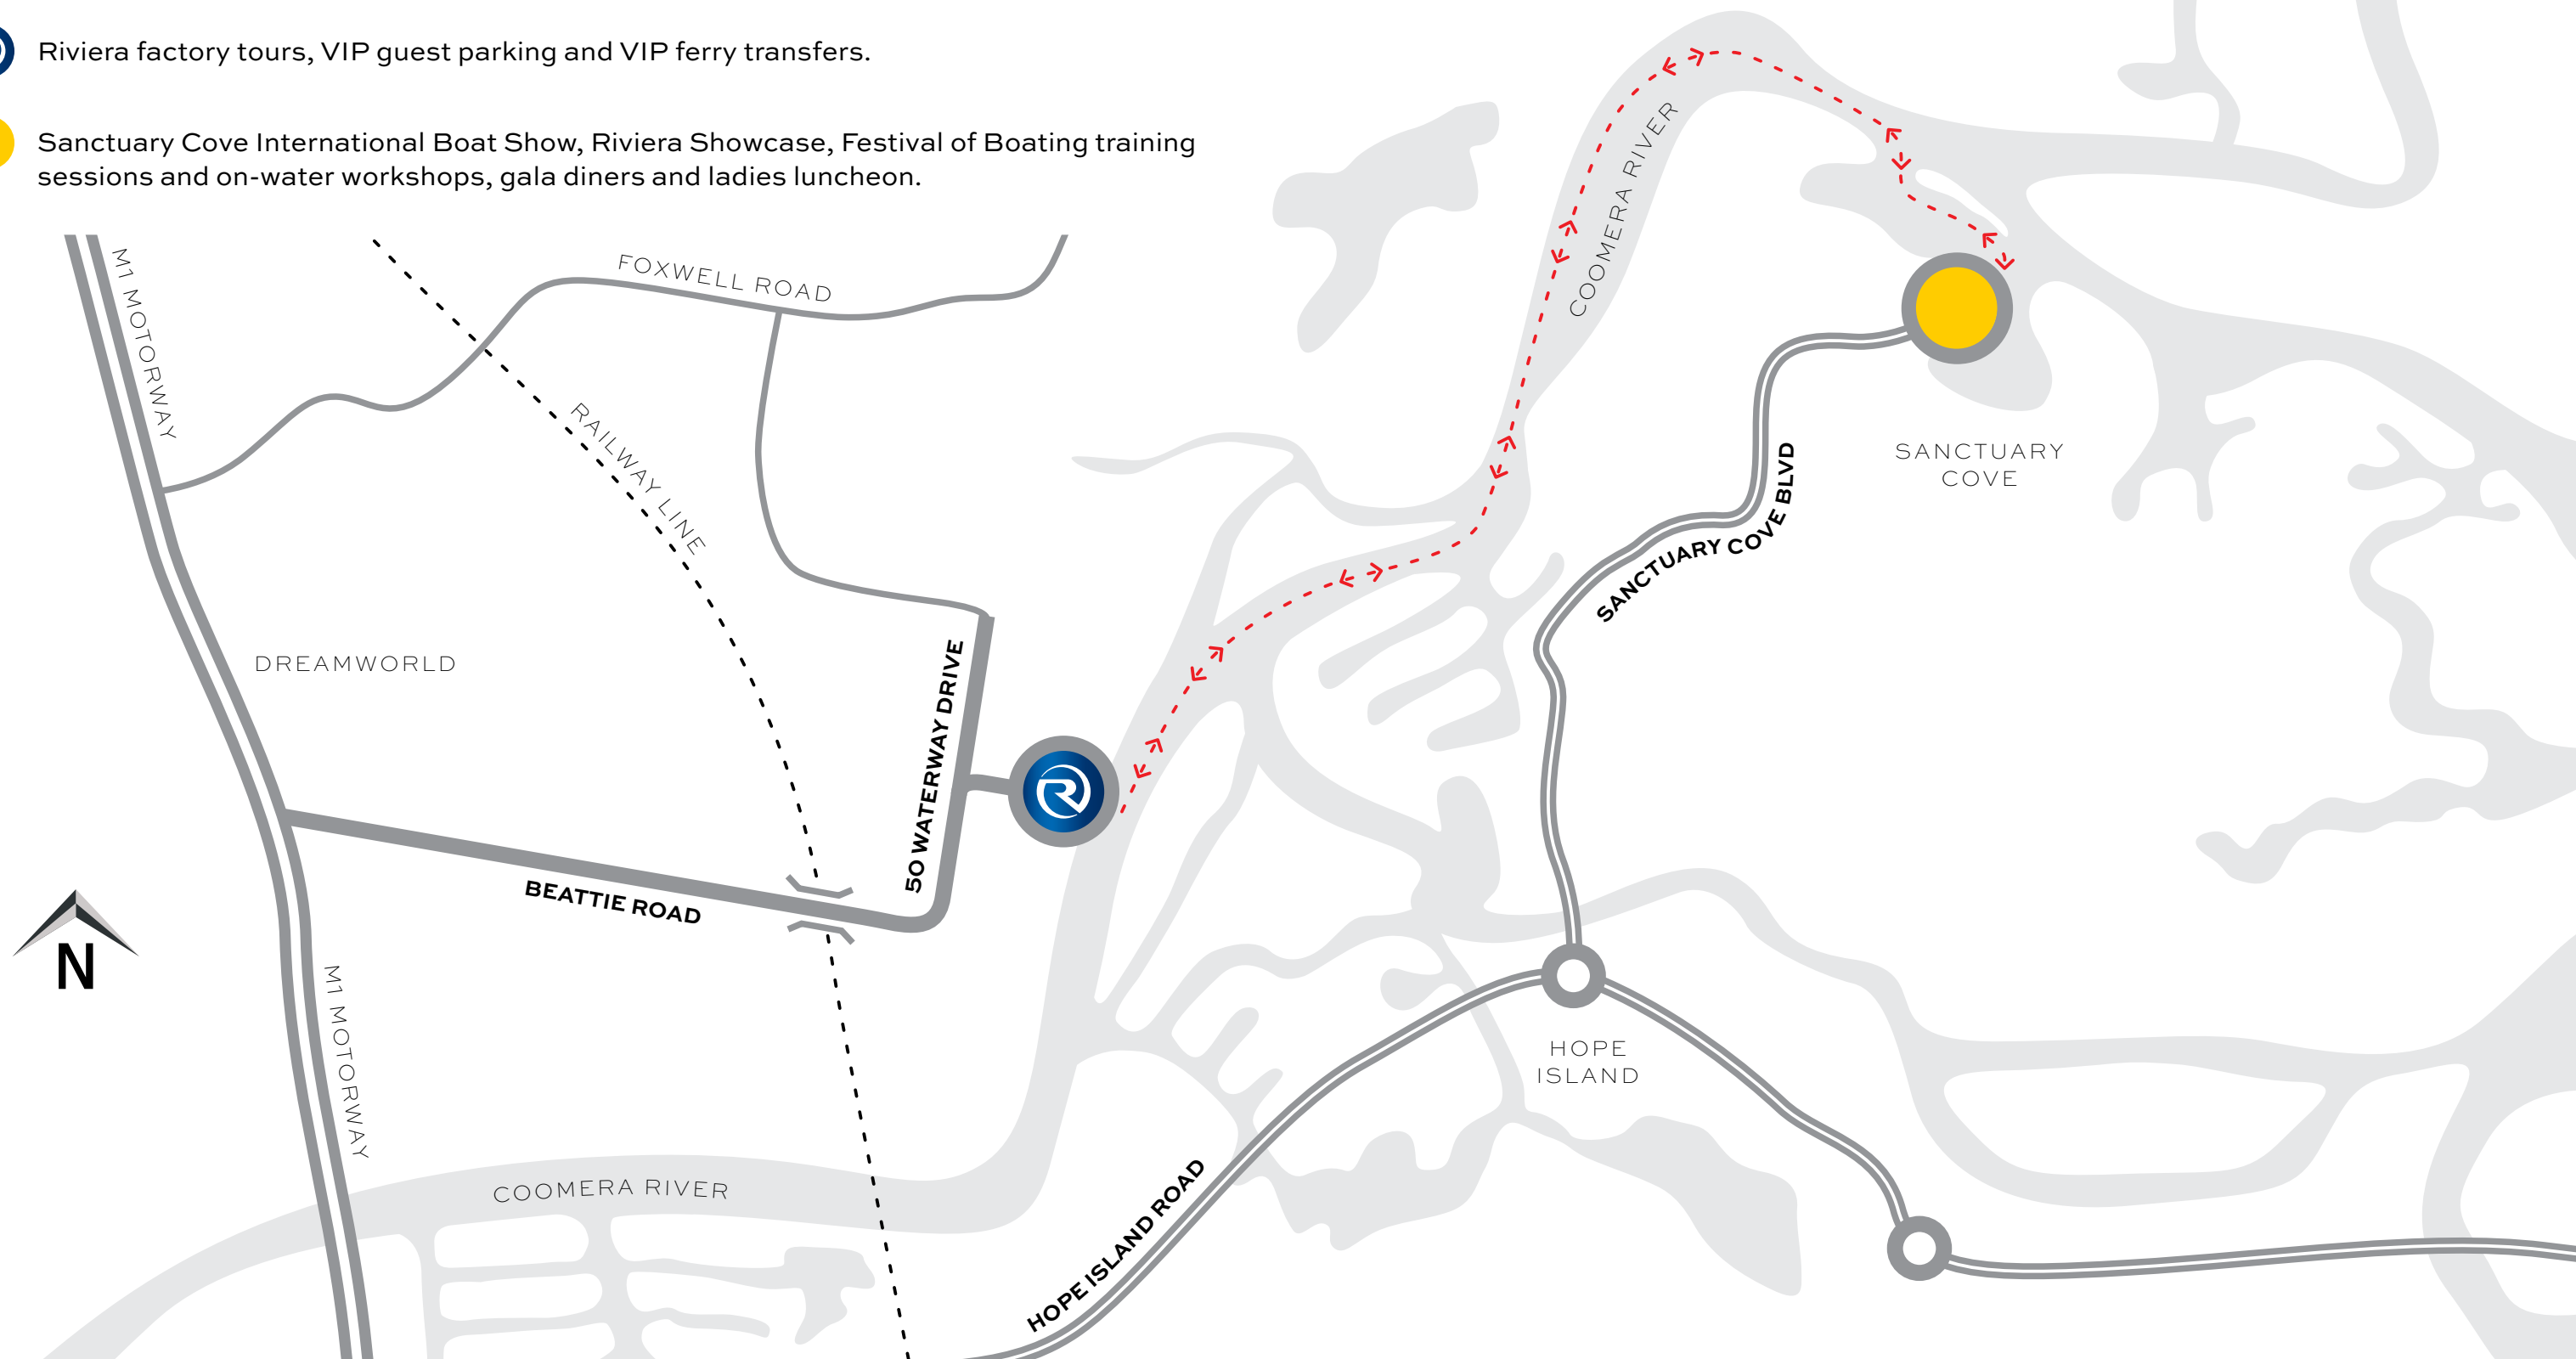 Riviera factory tours, VIP guest parking and VIP ferry transfers.
Sanctuary Cove International Boat Show, Riviera Showcase, Festival of Boating training
sessions and on-water workshops, gala diners and ladies luncheon.
M1 MOTORWAY
FOXWELL ROAD
COOMERA RIVER
RAILWAY LINE
SANCTUARY
COVE
SANCTUARY COVE BLVD
DREAMWORLD
50 WATERWAY DRIVE
R
BEATTIE ROAD
N
M1 MOTORWAY
HOPE
ISLAND
COOMERA RIVER
HOPE ISLAND ROAD